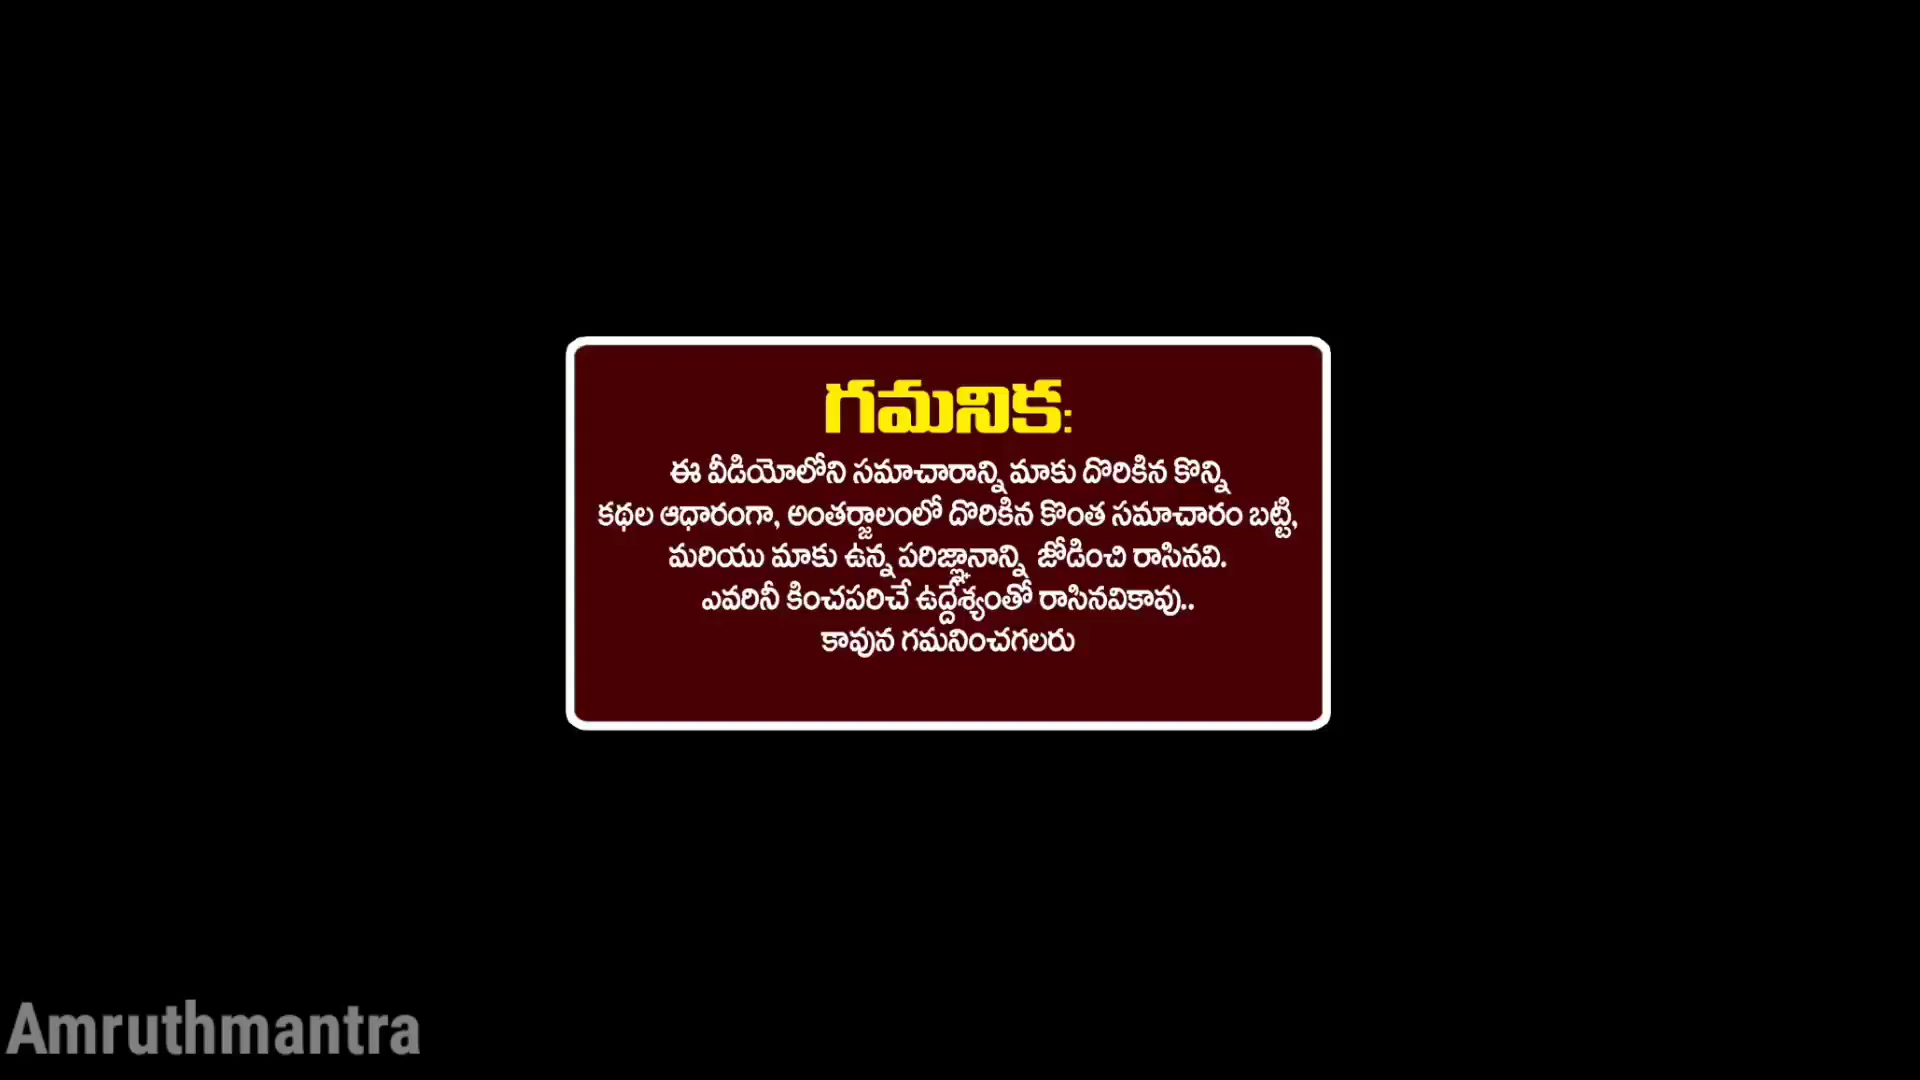 గమనిక:
ఈ వీడియోలోని సమాచారాన్ని మాకు దొరికిన కొన్ని
కథల ఆధారంగా, అంతర్జాలంలో దొరికిన కొంత సమాచారం బట్టి,
మరియు మాకు ఉన్న పరిజ్ఞానాన్ని జోడించి రాసినవి.
ఎవరినీ కించపరిచే ఉద్దేశ్యంతో రాసినవికావు..
కావున గమనించగలరు
Amruthmantra